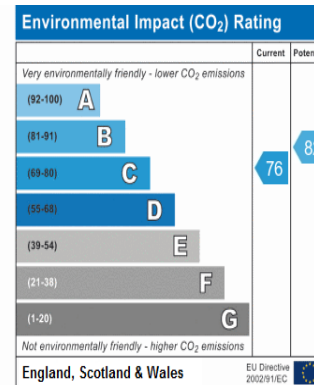 Environmental Impact (CO₂) Rating
Current
Very environmentally friendly - lower CO₂ emissions
(92-100) A
(81-91) B
(69-80) C
76
(55-68) D
(39-54) E
(21-38) F
(1-20) G
Not environmentally friendly - higher CO₂ emissions
England, Scotland & Wales
EU Directive
2002/91/EC